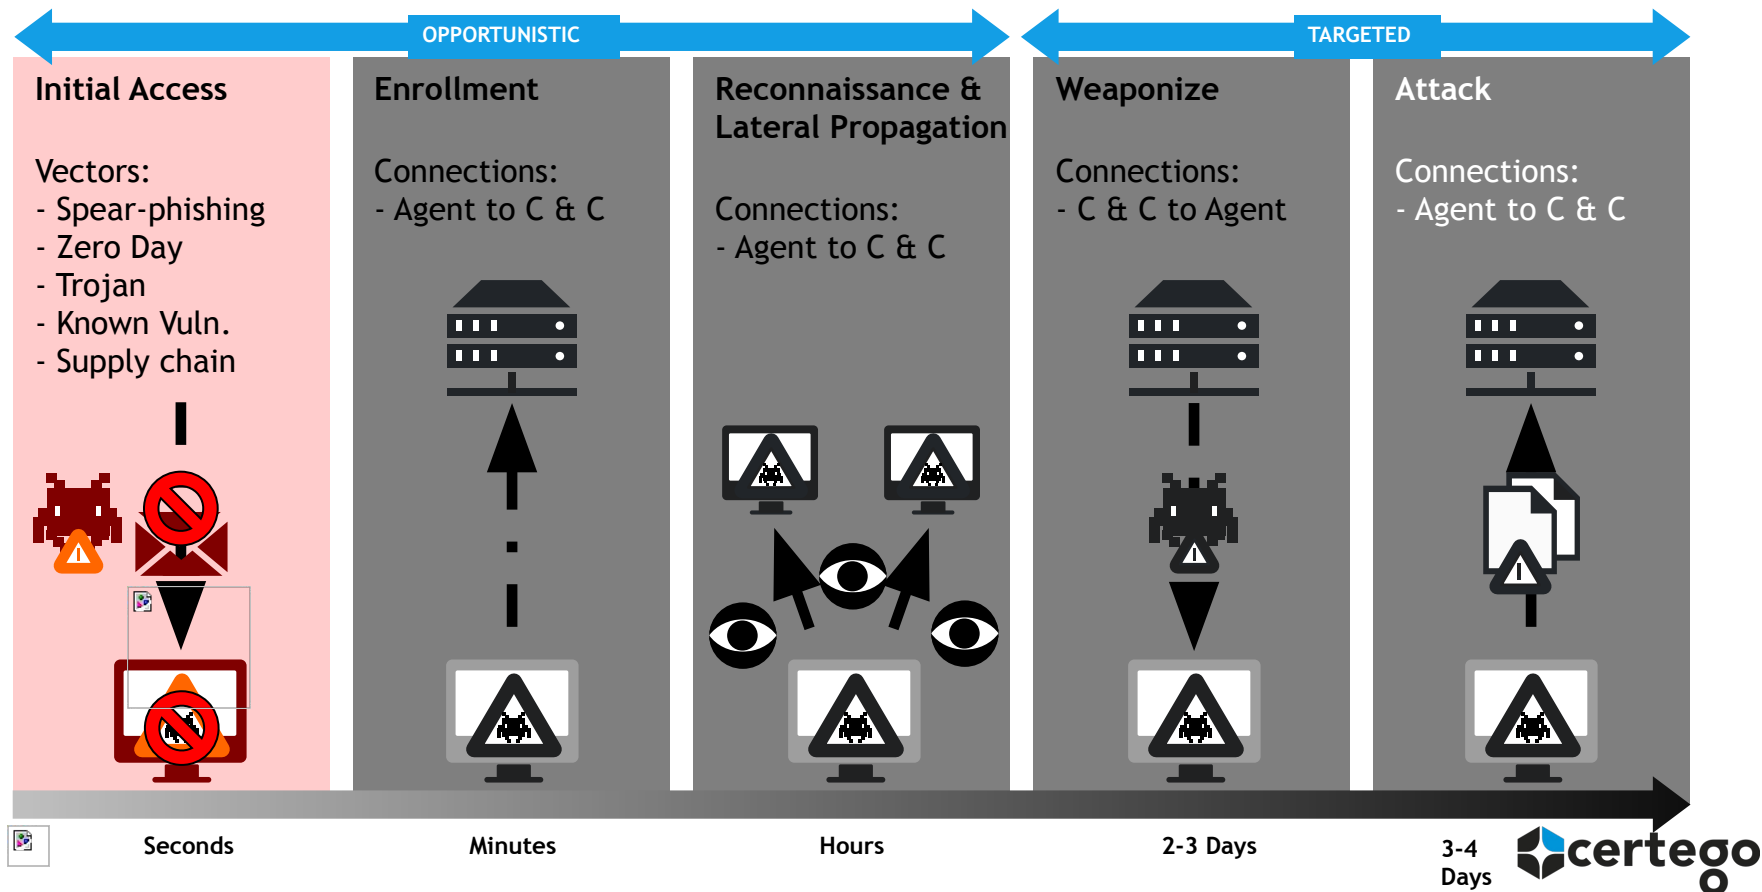 OPPORTUNISTIC
TARGETED
Initial Access
Vectors:
- Spear-phishing
- Zero Day
- Trojan
- Known Vuln.
- Supply chain
Enrollment
Connections:
- Agent to C & C
Reconnaissance &
Lateral Propagation
Connections:
- Agent to C & C
Weaponize
Connections:
- C & C to Agent
Attack
Connections:
- Agent to C & C
Seconds
Minutes
Hours
2-3 Days
3-4
Days
certego